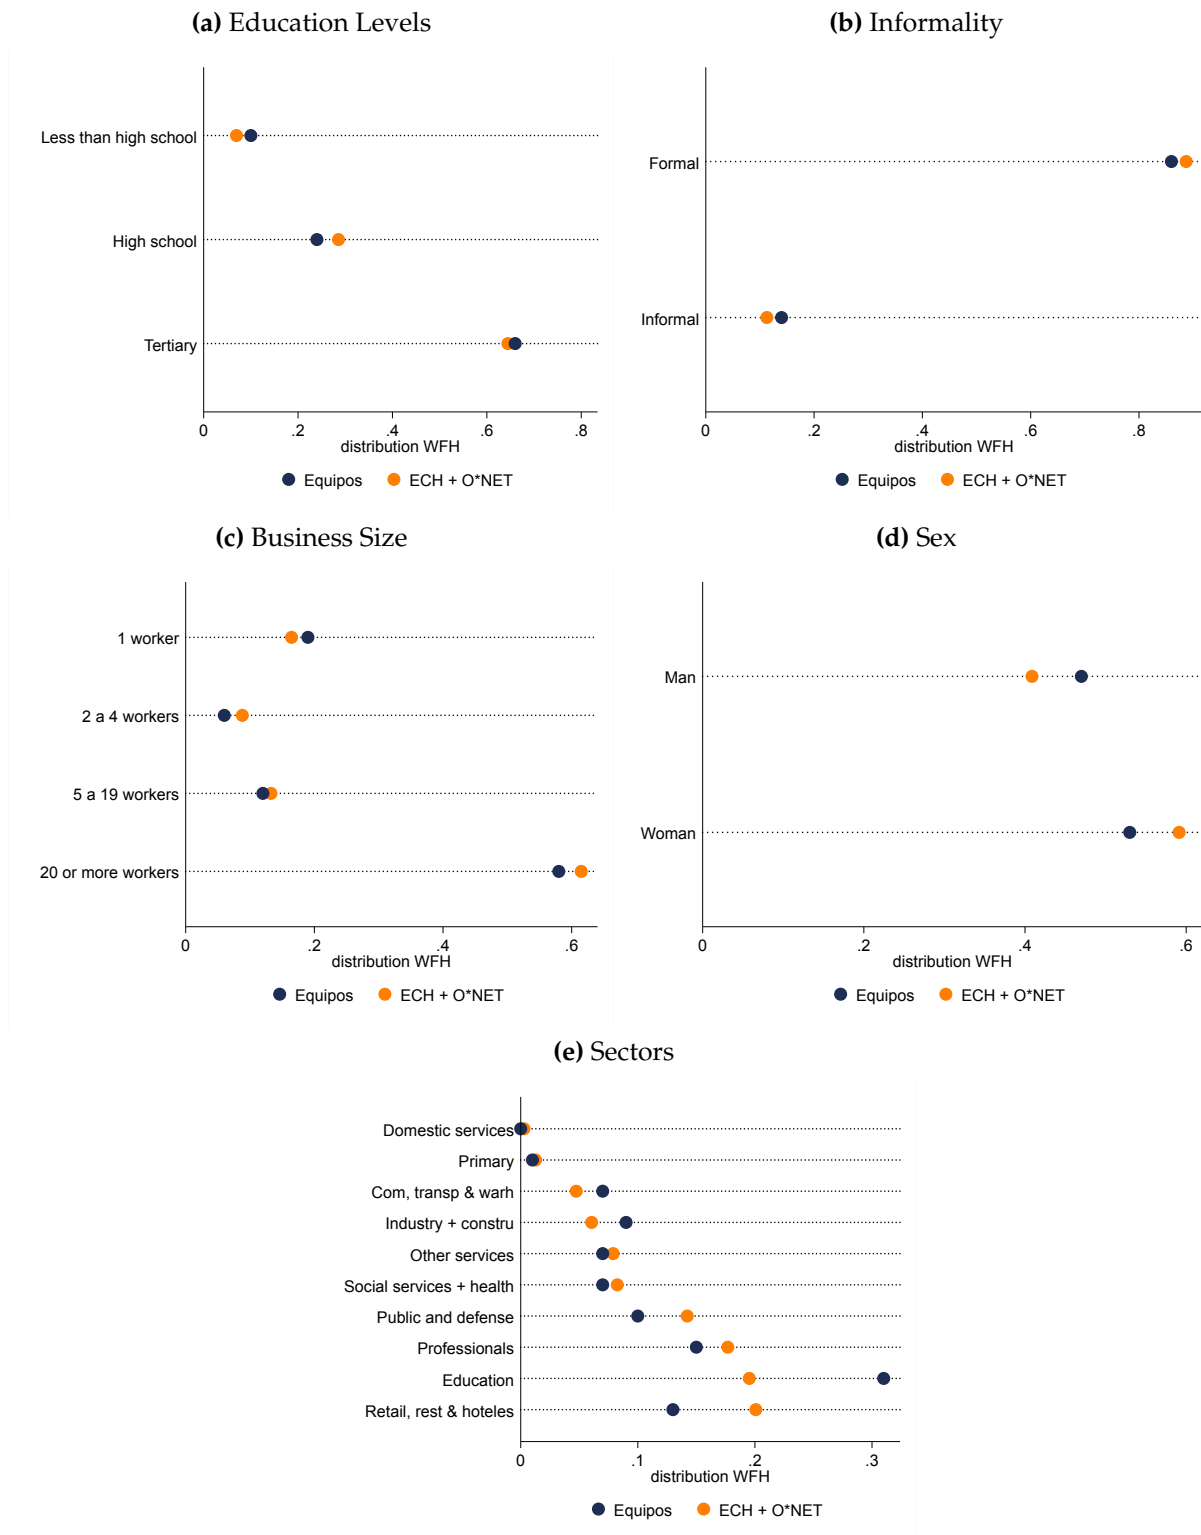 (a) Education Levels
Less than high school
High school
Tertiary
0 .2 .4 .6 .8
distribution WFH
Equipos ECH + O*NET
(b) Informality
Formal
Informal
0 .2 .4 .6 .8
distribution WFH
Equipos ECH + O*NET
(c) Business Size
1 worker
2 a 4 workers
5 a 19 workers
20 or more workers
0 .2 .4 .6
distribution WFH
Equipos ECH + O*NET
(d) Sex
Man
Woman
0 .2 .4 .6
distribution WFH
Equipos ECH + O*NET
(e) Sectors
Domestic services
Primary
Com, transp & warh
Industry + constru
Other services
Social services + health
Public and defense
Professionals
Education
Retail, rest & hoteles
0 .1 .2 .3
distribution WFH
Equipos ECH + O*NET